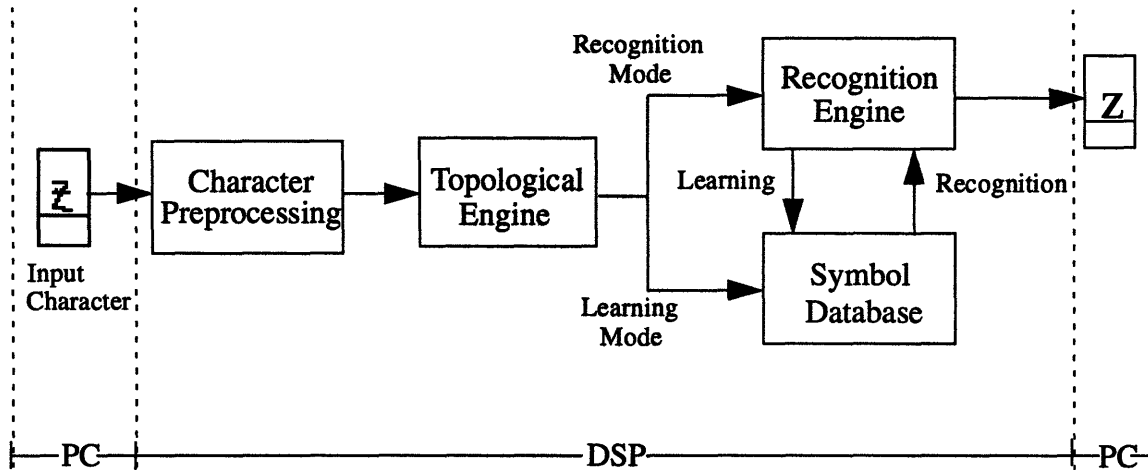 Recognition
Mode
Recognition
Engine
Z
Z
Character
Preprocessing
Topological
Engine
Learning
Recognition
Input
Character
Learning
Mode
Symbol
Database
PC
DSP
PC